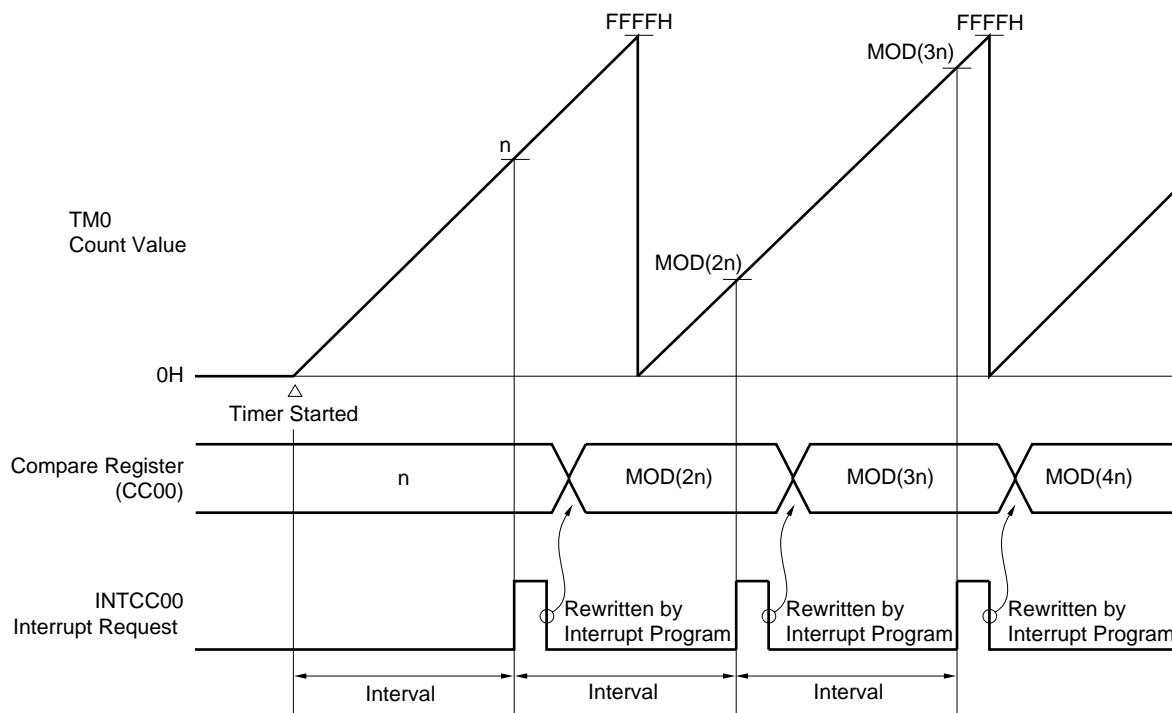 FFFFH
FFFFH
MOD(3n)
n
TM0
Count Value
MOD(2n)
0H
Timer Started
Compare Register
(CC00)
n
MOD(2n)
MOD(3n)
MOD(4n)
INTCC00
Interrupt Request
Rewritten by
Interrupt Program
Rewritten by
Interrupt Program
Rewritten by
Interrupt Program
Interval
Interval
Interval